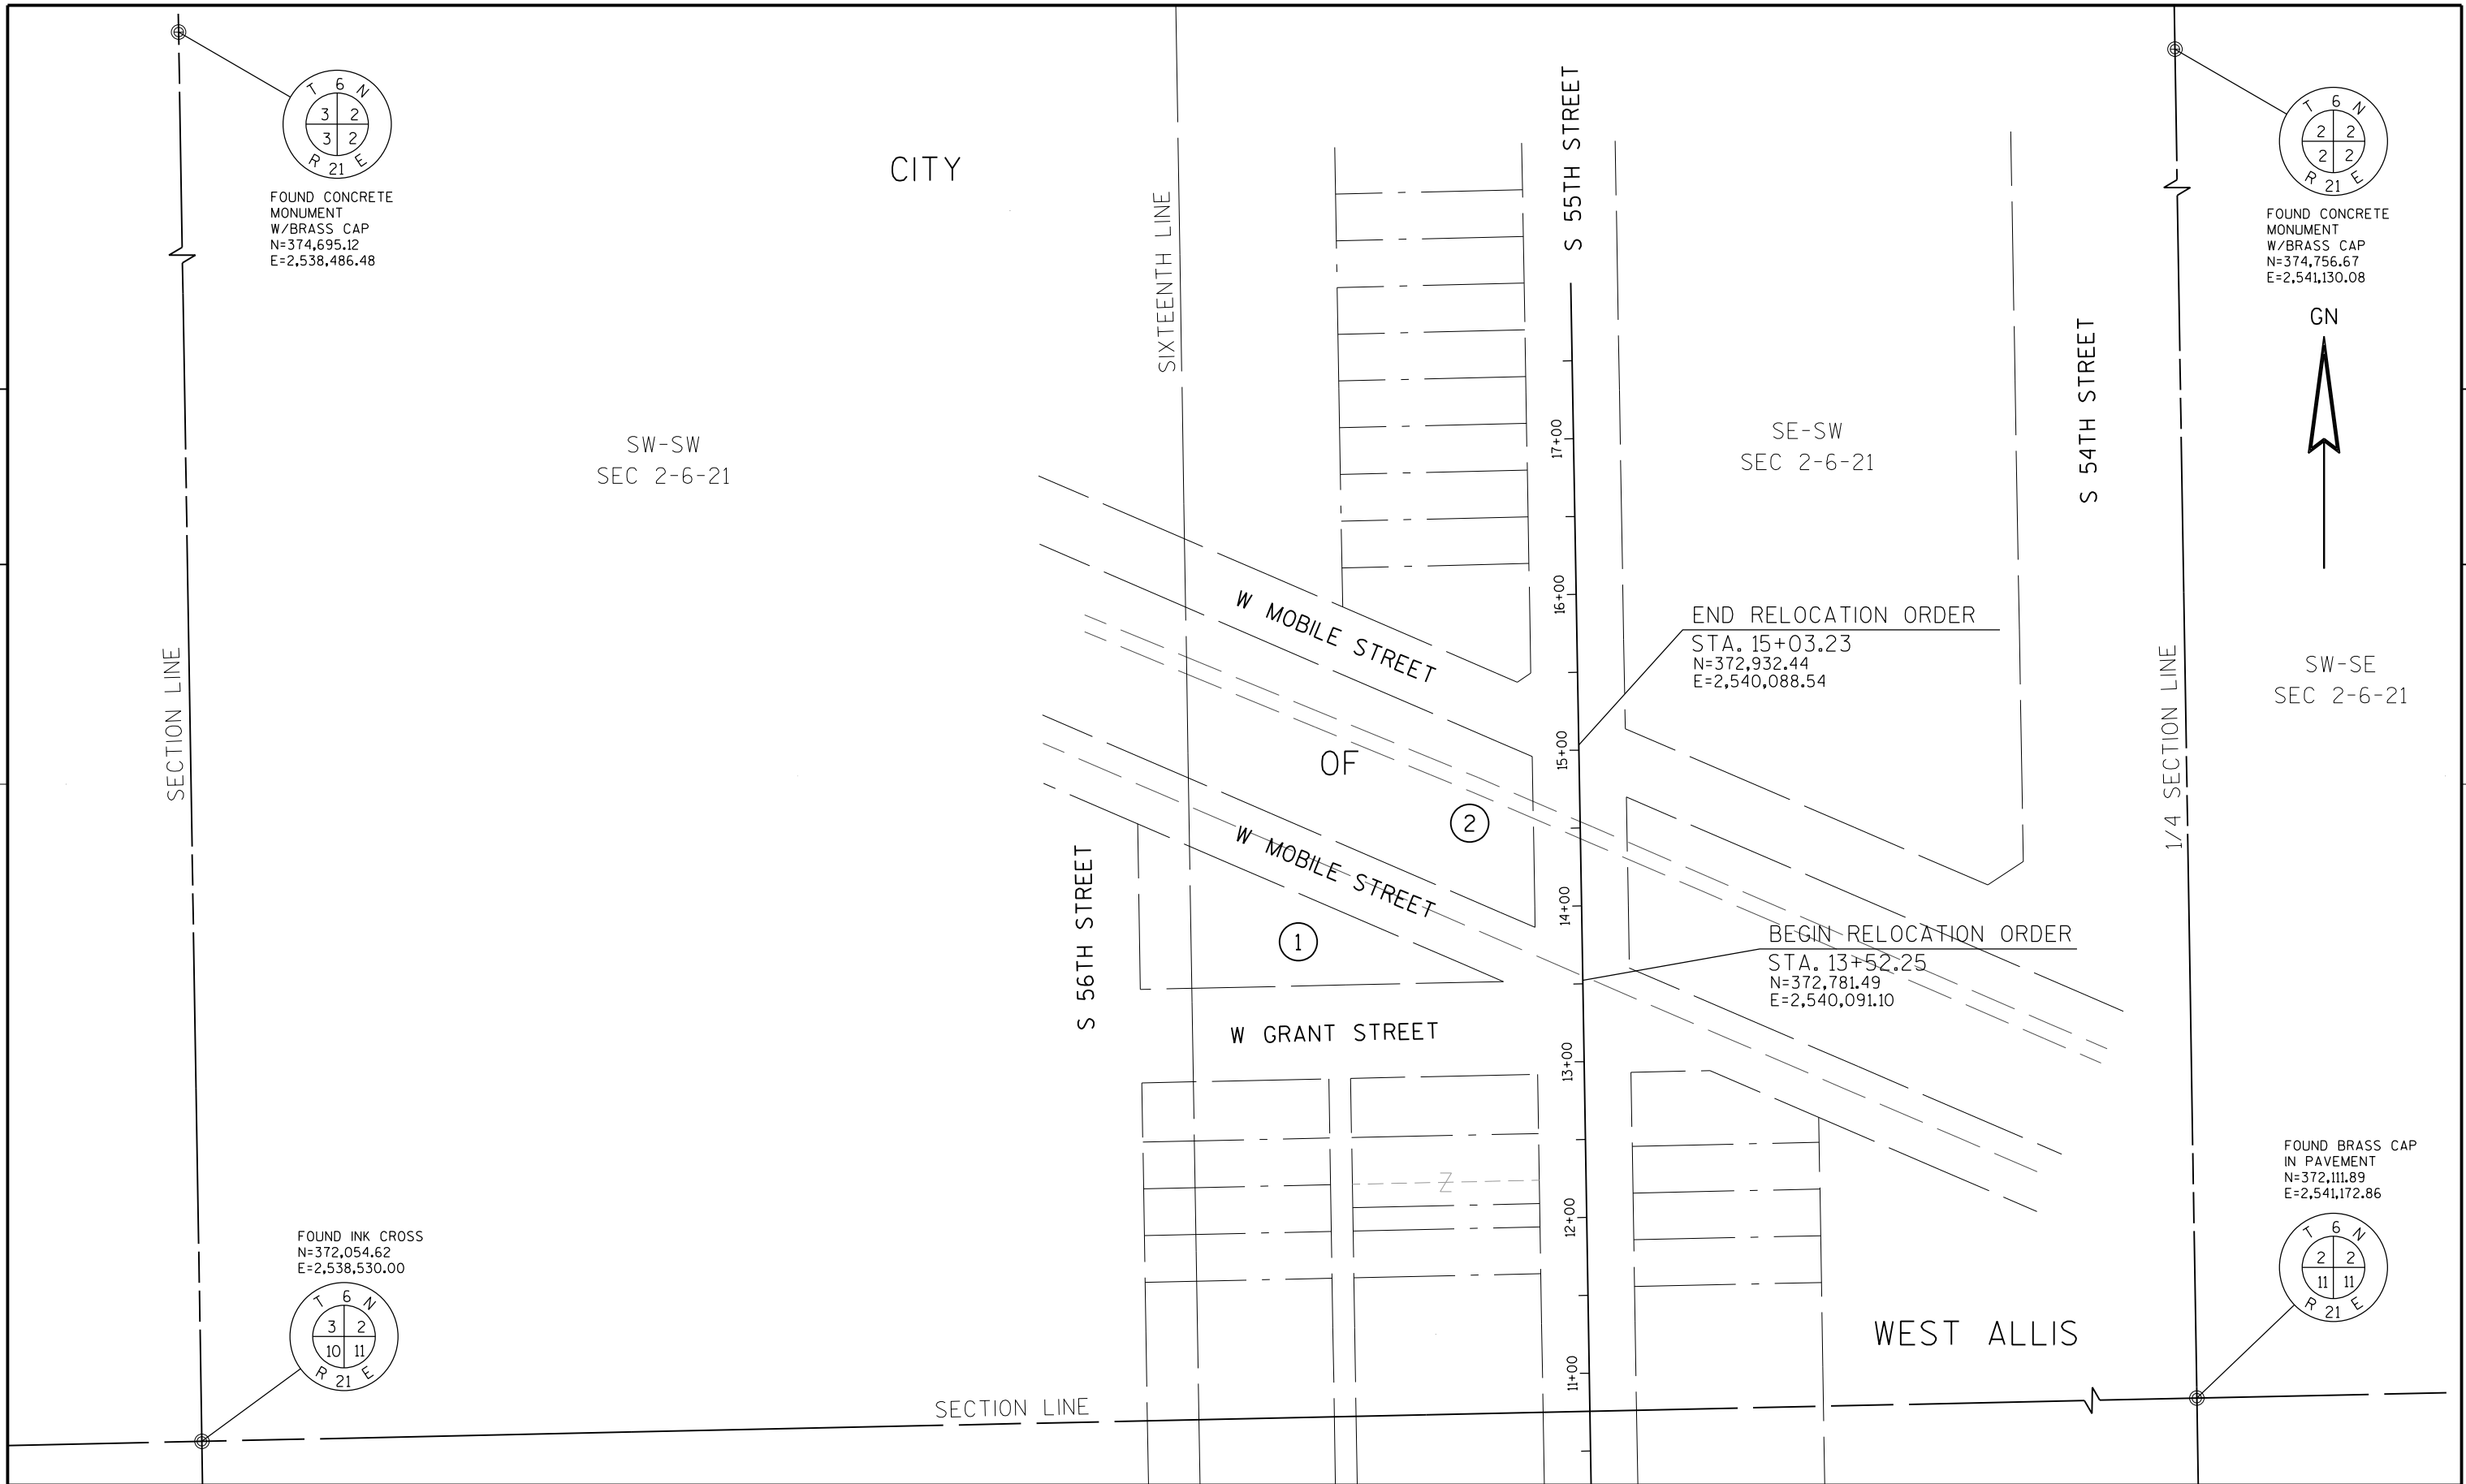 T 6 N
3 2
3 2
R 21 E
FOUND CONCRETE
MONUMENT
W/BRASS CAP
N=374,695.12
E=2,538,486.48
CITY
SIXTEENTH LINE
S 55TH STREET
T 6 N
2 2
2 2
R 21 E
FOUND CONCRETE
MONUMENT
W/BRASS CAP
N=374,756.67
E=2,541,130.08
GN
S 54TH STREET
SW-SW
SEC 2-6-21
SE-SW
SEC 2-6-21
17+00
16+00
W MOBILE STREET
END RELOCATION ORDER
STA. 15+03.23
N=372,932.44
E=2,540,088.54
SW-SE
SEC 2-6-21
SECTION LINE
1/4 SECTION LINE
15+00
OF
2
W MOBILE STREET
S 56TH STREET
14+00
1
BEGIN RELOCATION ORDER
STA. 13+52.25
N=372,781.49
E=2,540,091.10
W GRANT STREET
13+00
Z
12+00
FOUND BRASS CAP
IN PAVEMENT
N=372,111.89
E=2,541,172.86
T 6 N
2 2
11 11
R 21 E
FOUND INK CROSS
N=372,054.62
E=2,538,530.00
T 6 N
3 2
10 11
R 21 E
WEST ALLIS
11+00
SECTION LINE